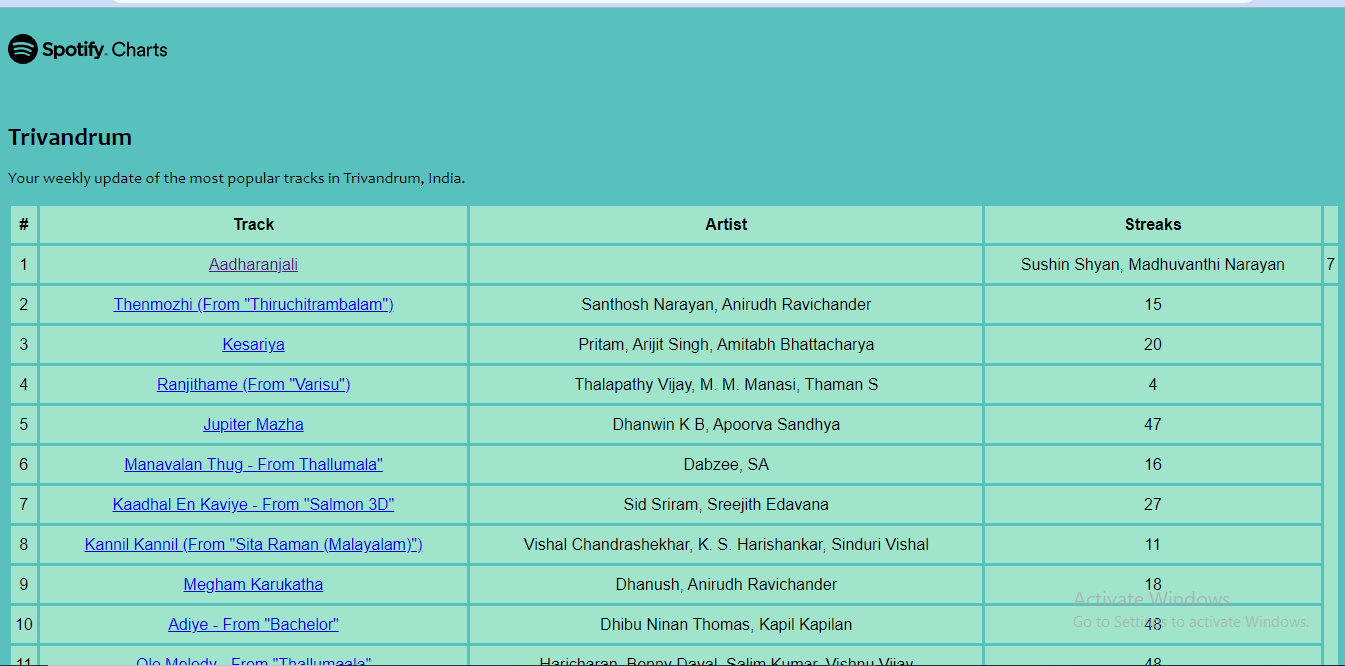 Spotify Charts
Trivandrum
Your weekly update of the most popular tracks in Trivandrum, India.
# Track Artist Streaks
1 Aadharanjali Sushin Shyan, Madhuvanthi Narayan 7
2 Thenmozhi (From "Thiruchitrambalam") Santhosh Narayan, Anirudh Ravichander 15
3 Kesariya Pritam, Arijit Singh, Amitabh Bhattacharya 20
4 Ranjithame (From "Varisu") Thalapathy Vijay, M. M. Manasi, Thaman S 4
5 Jupiter Mazha Dhanwin K B, Apoorva Sandhya 47
6 Manavalan Thug - From Thallumala" Dabzee, SA 16
7 Kaadhal En Kaviye - From "Salmon 3D" Sid Sriram, Sreejith Edavana 27
8 Kannil Kannil (From "Sita Raman (Malayalam)") Vishal Chandrashekhar, K. S. Harishankar, Sinduri Vishal 11
9 Megham Karukatha Dhanush, Anirudh Ravichander 18
Activate Windows
10 Adiye - From "Bachelor" Dhibu Ninan Thomas, Kapil Kapilan 48
Go to Settings to activate Windows.
11 Ole Melody - From "Thallumaala" Haricharan, Benny Dayal, Salim Kumar, Vishnu Vijay 48